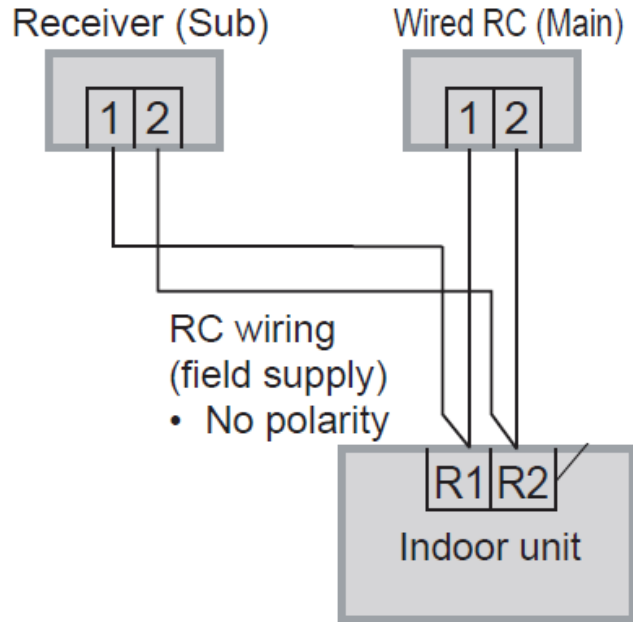 Receiver (Sub)
Wired RC (Main)
1 2
1 2
RC wiring
(field supply)
• No polarity
R1 R2
Indoor unit